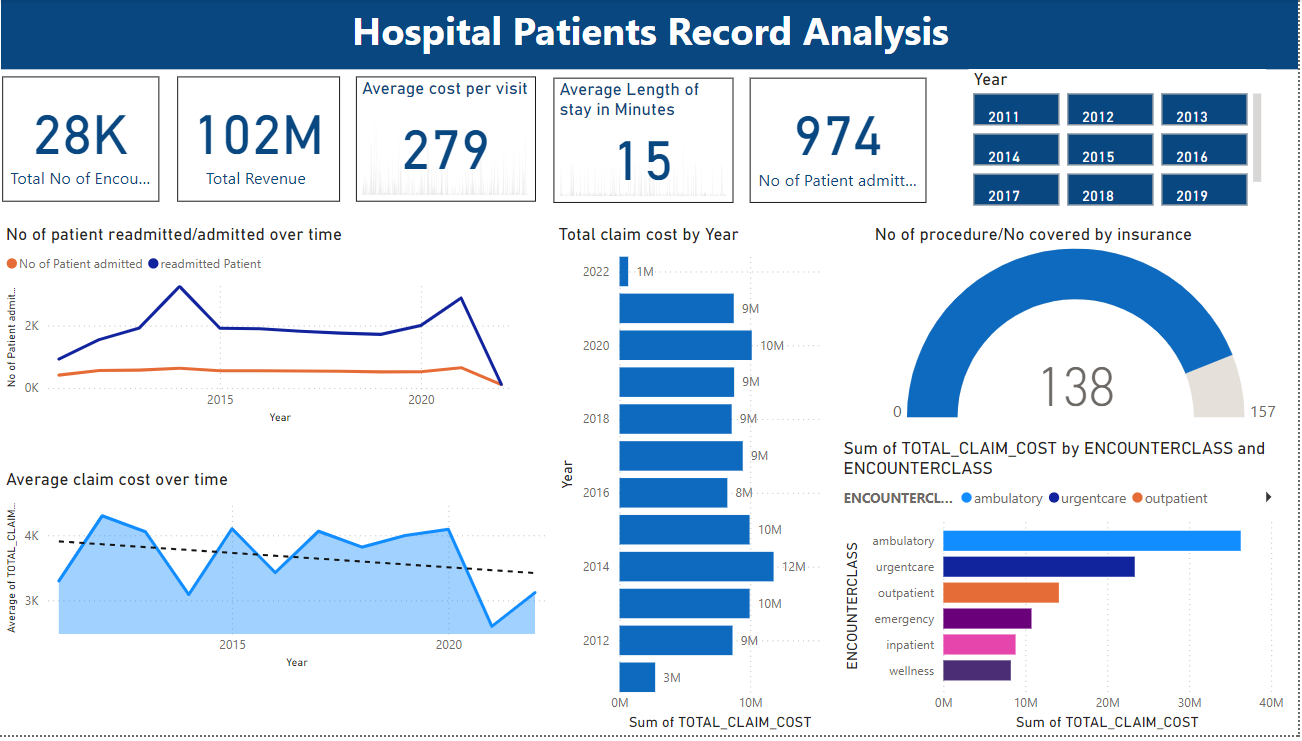 Hospital Patients Record Analysis
28K
Total No of Encou...
102M
Total Revenue
Average cost per visit
279
Average Length of
stay in Minutes
15
974
No of Patient admitt...
Year
2011 2012 2013
2014 2015 2016
2017 2018 2019
No of patient readmitted/admitted over time
No of Patient admitted readmitted Patient
No of Patient admit...
2K
0K
2015 2020
Year
Average claim cost over time
Average of TOTAL_CLAIM...
4K
3K
2015 2020
Year
Total claim cost by Year
Year
2022 1M
9M
2020 10M
9M
2018 9M
9M
2016 8M
10M
2014 12M
10M
2012 9M
3M
0M 10M
Sum of TOTAL_CLAIM_COST
No of procedure/No covered by insurance
138
0 157
Sum of TOTAL_CLAIM_COST by ENCOUNTERCLASS and
ENCOUNTERCLASS
ENCOUNTERCL... ambulatory urgentcare outpatient
ENCOUNTERCLASS
ambulatory
urgentcare
outpatient
emergency
inpatient
wellness
0M 10M 20M 30M 40M
Sum of TOTAL_CLAIM_COST